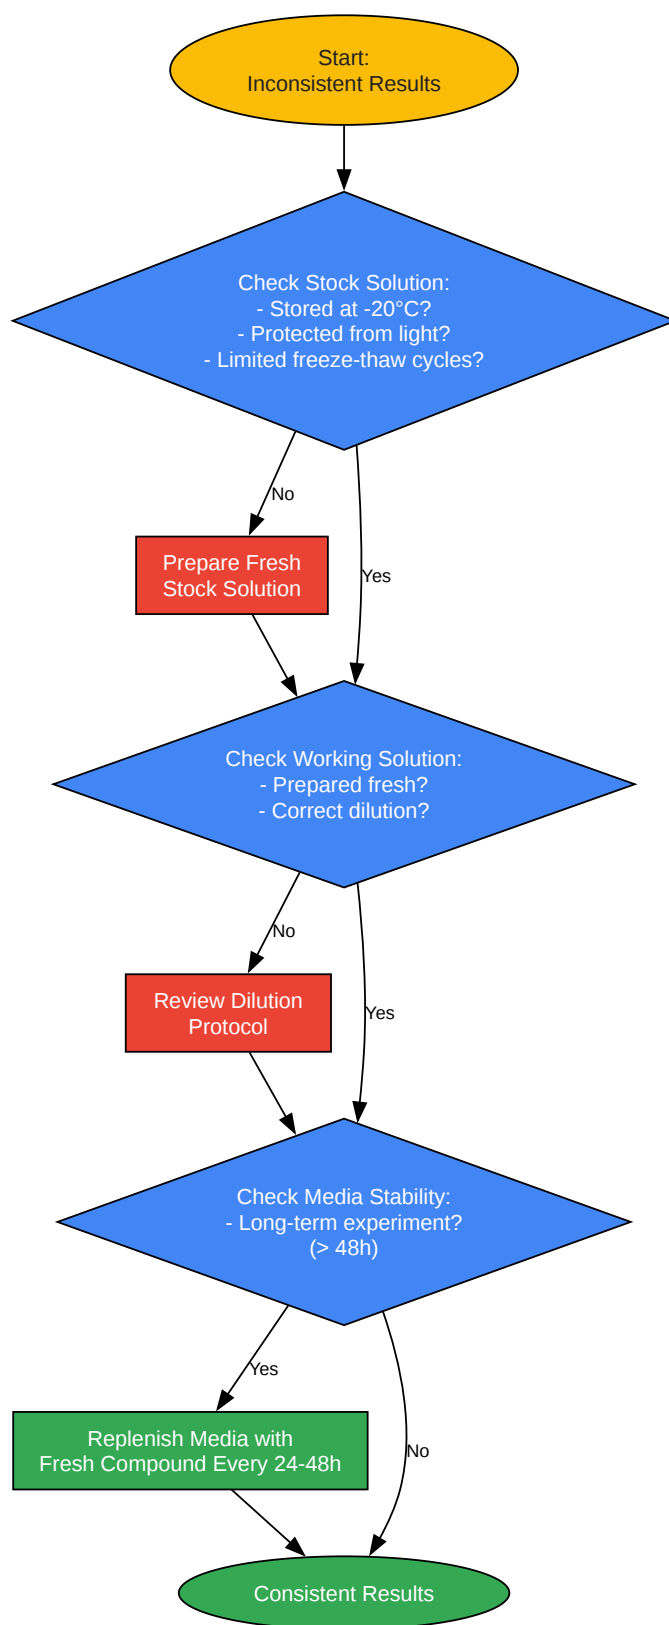 Start:
Inconsistent Results
Check Stock Solution:
- Stored at -20°C?
- Protected from light?
- Limited freeze-thaw cycles?
No
Yes
Prepare Fresh
Stock Solution
Check Working Solution:
- Prepared fresh?
- Correct dilution?
No
Yes
Review Dilution
Protocol
Check Media Stability:
- Long-term experiment?
(> 48h)
Yes
No
Replenish Media with
Fresh Compound Every 24-48h
Consistent Results